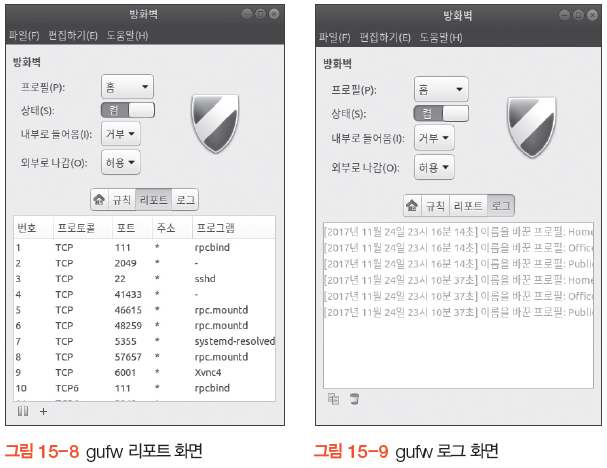 방화벽
파일(F) 편집하기(E) 도움말(H)
방화벽
프로필(P): 홈
상태(S): 켬
내부로 들어옴(I): 거부
외부로 나감(O): 허용
규칙 리포트 로그
번호 프로토콜 포트 주소 프로그램
1 TCP 111 * rpcbind
2 TCP 2049 * -
3 TCP 22 * sshd
4 TCP 41433 * -
5 TCP 46615 * rpc.mountd
6 TCP 48259 * rpc.mountd
7 TCP 5355 * systemd-resolved
8 TCP 57657 * rpc.mountd
9 TCP 6001 * Xvnc4
10 TCP6 111 * rpcbind
그림 15-8 gufw 리포트 화면
방화벽
파일(F) 편집하기(E) 도움말(H)
방화벽
프로필(P): 홈
상태(S): 켬
내부로 들어옴(I): 거부
외부로 나감(O): 허용
규칙 리포트 로그
[2017년 11월 24일 23시 16분 14초] 이름을 바꾼 프로필: Home
[2017년 11월 24일 23시 16분 14초] 이름을 바꾼 프로필: Office
[2017년 11월 24일 23시 16분 14초] 이름을 바꾼 프로필: Public
[2017년 11월 24일 23시 10분 37초] 이름을 바꾼 프로필: Home
[2017년 11월 24일 23시 10분 37초] 이름을 바꾼 프로필: Office
[2017년 11월 24일 23시 10분 37초] 이름을 바꾼 프로필: Public
그림 15-9 gufw 로그 화면